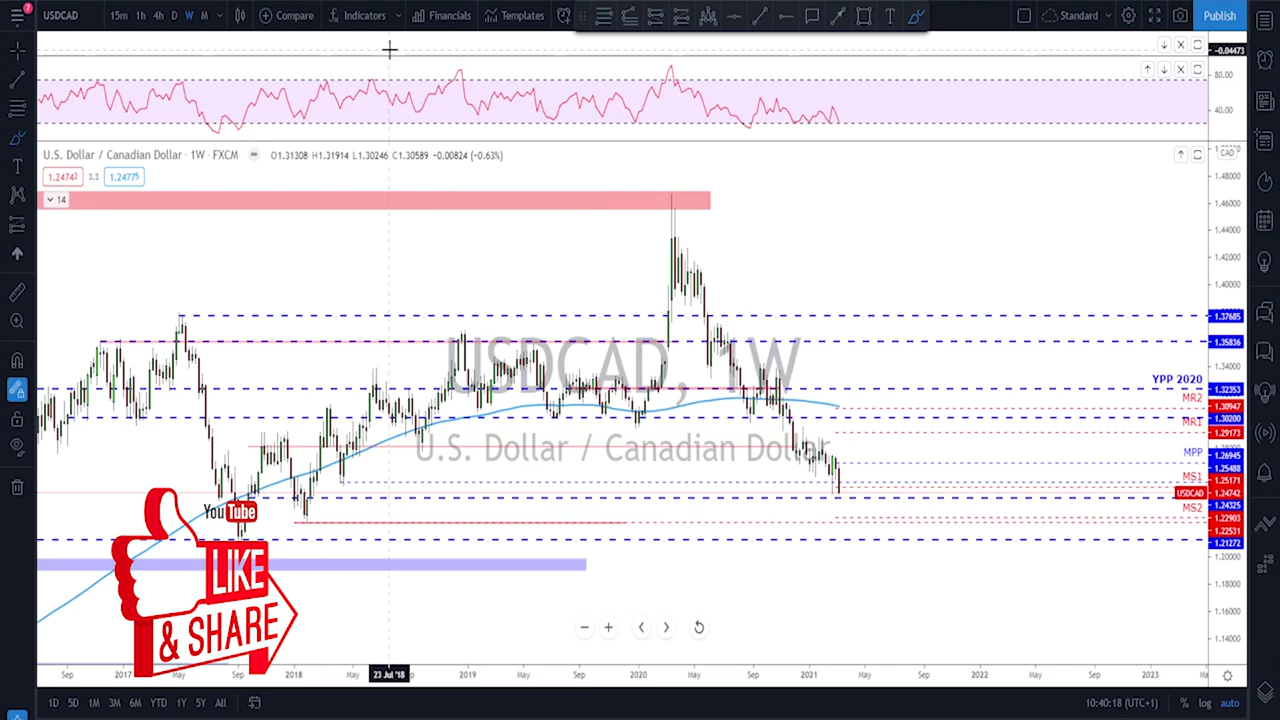 7
USDCAD 15m 1h 4h D W M Compare Indicators Financials Templates Standard Publish
-0.04473
80.00
40.00
U.S. Dollar / Canadian Dollar · 1W · FXCM O1.31308 H1.31914 L1.30246 C1.30589 -0.00824 (-0.63%)
CAD
1.24742 3.3 1.24775
14
1.48000
1.46000
1.44000
1.42000
1.40000
1.37685
1.35836
1.34000
YPP 2020
1.32353
MR2
1.30947
1.30200
MR1
1.29173
USDCAD, 1W
U.S. Dollar / Canadian Dollar
MPP
1.26945
1.25488
MS1
1.25171
USDCAD 1.24742
1.24325
MS2
1.22903
1.22531
1.21272
1.20000
1.18000
1.16000
1.14000
YouTube
LIKE
& SHARE
Sep 2017 May Sep 2018 May 23 Jul '18 2019 May Sep 2020 May Sep 2021 May Sep 2022 May Sep 2023
1D 5D 1M 3M 6M YTD 1Y 5Y All 10:40:18 (UTC+1) % log auto